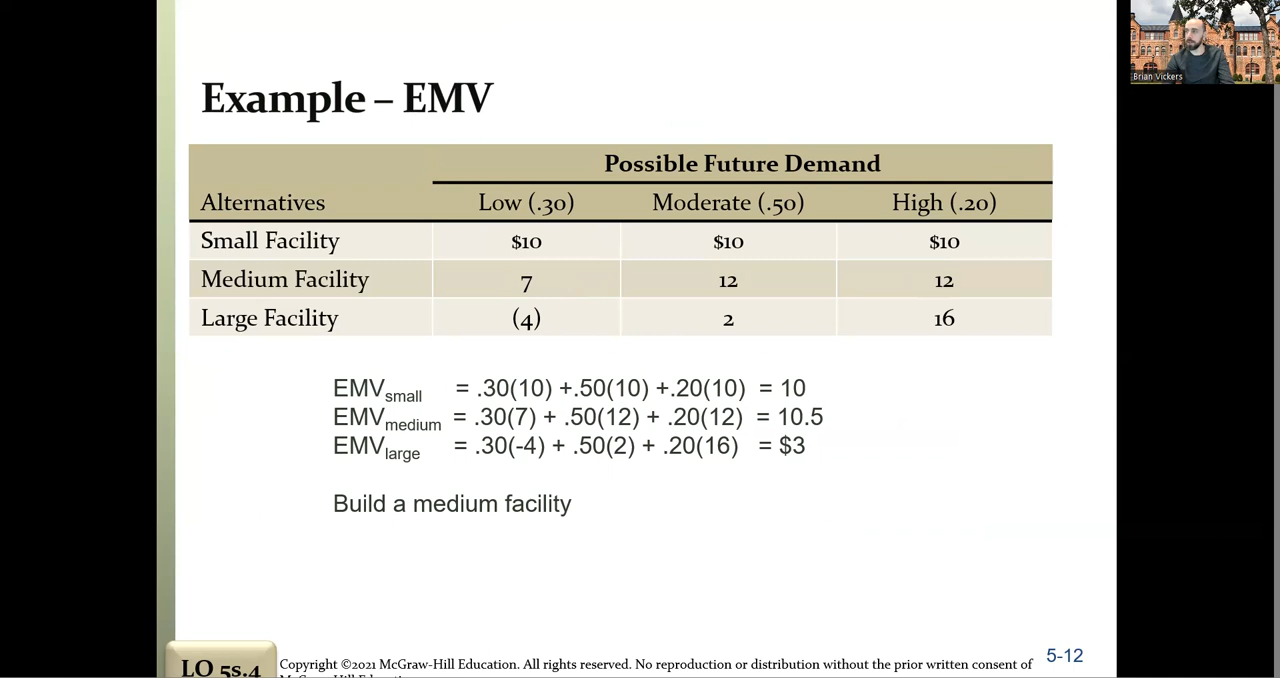 Brian Vickers
Example – EMV
Possible Future Demand
Alternatives Low (.30) Moderate (.50) High (.20)
Small Facility $10 $10 $10
Medium Facility 7 12 12
Large Facility (4) 2 16
EMVsmall = .30(10) +.50(10) +.20(10) = 10
EMVmedium = .30(7) + .50(12) + .20(12) = 10.5
EMVlarge = .30(-4) + .50(2) + .20(16) = $3
Build a medium facility
LO 5s.4
Copyright ©2021 McGraw-Hill Education. All rights reserved. No reproduction or distribution without the prior written consent of
5-12